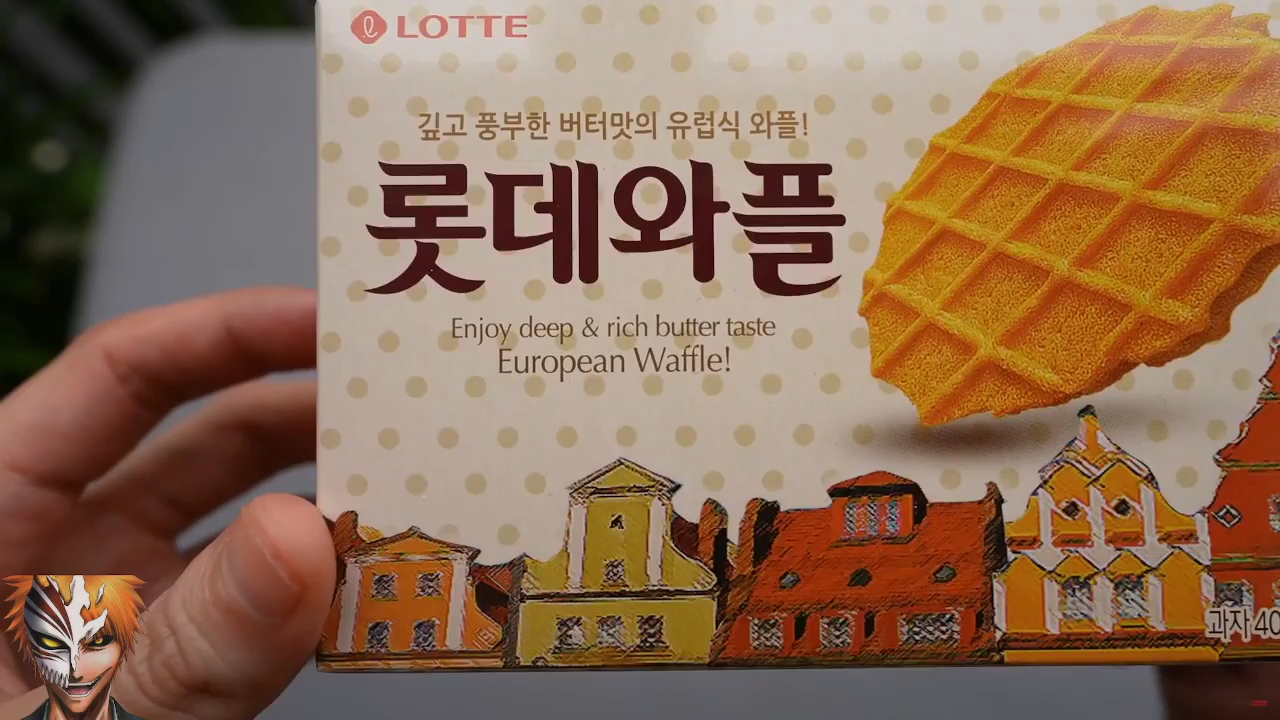 LOTTE
깊고 풍부한 버터맛의 유럽식 와플!
롯데와플
Enjoy deep & rich butter taste
European Waffle!
과자 40